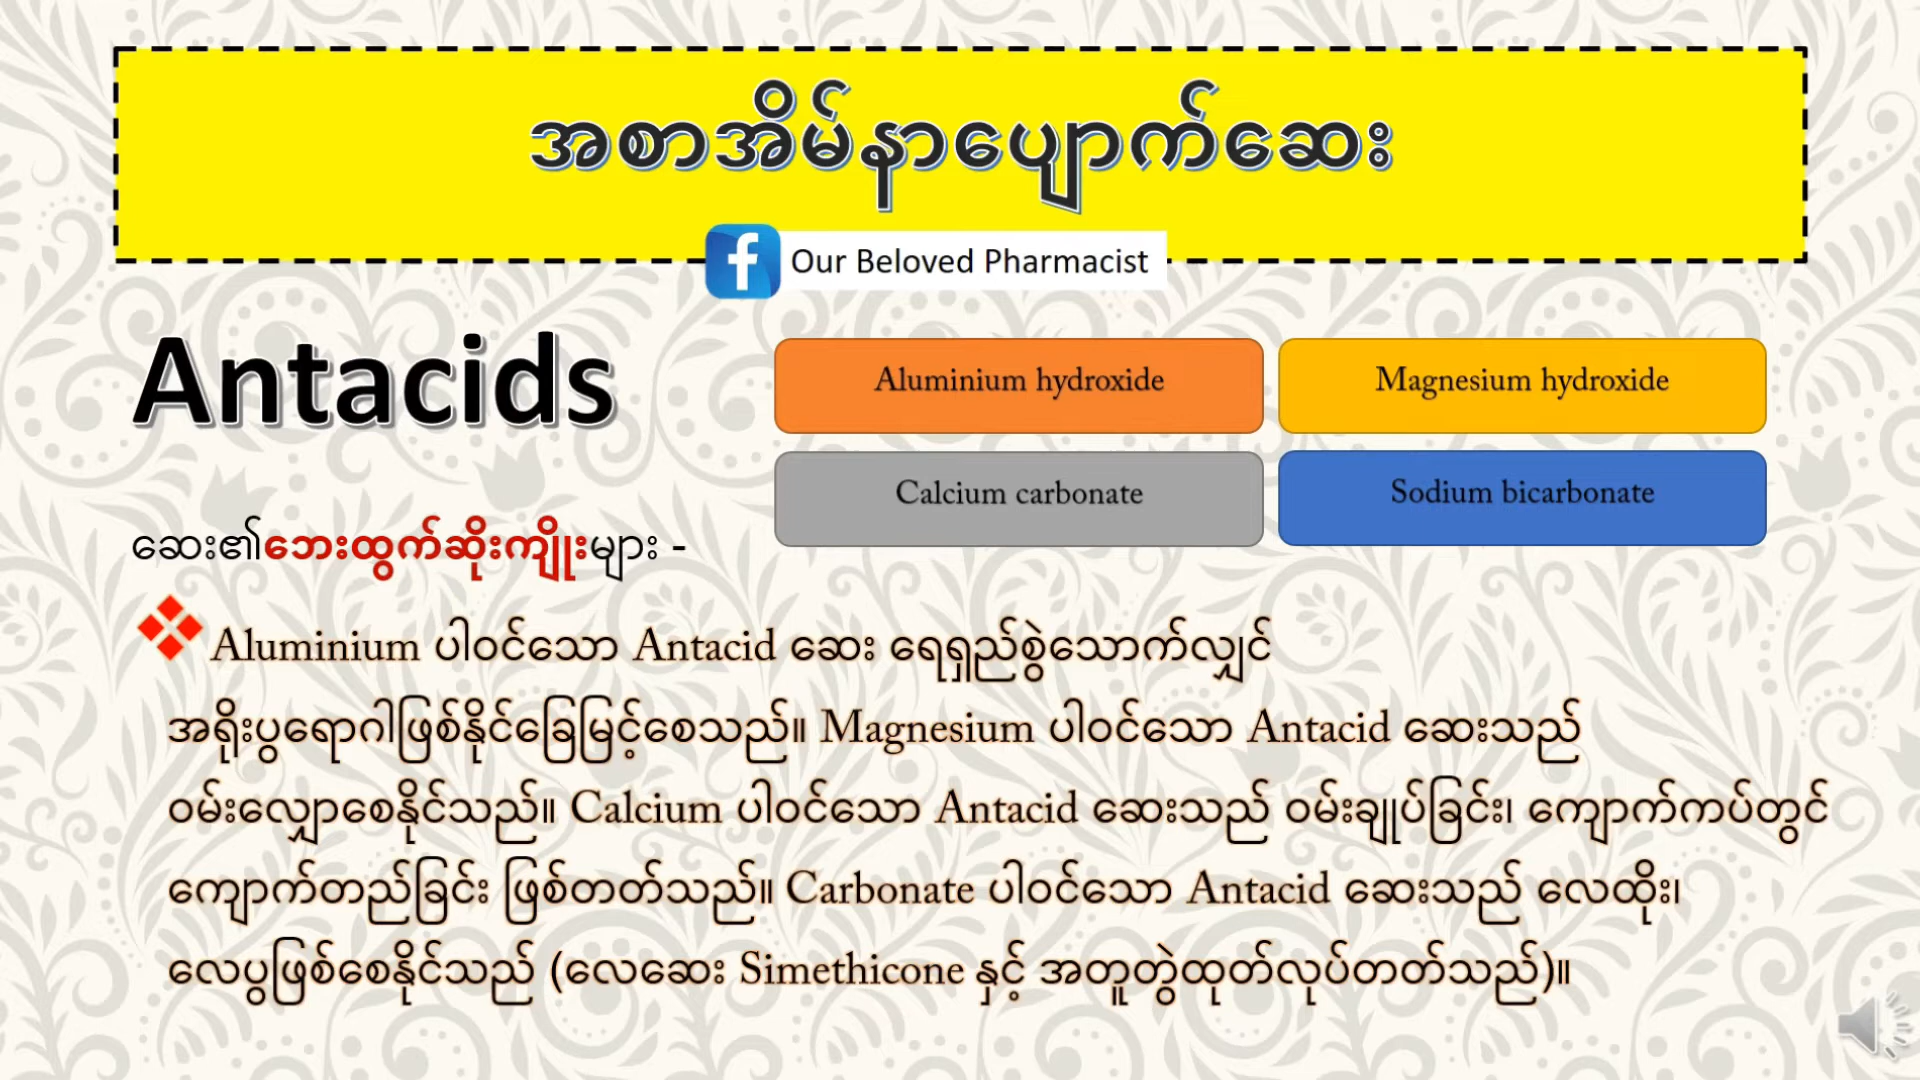 အစာအိမ်နာပျောက်ဆေး
Our Beloved Pharmacist
Antacids
Aluminium hydroxide
Magnesium hydroxide
Calcium carbonate
Sodium bicarbonate
ဆေး၏ဘေးထွက်ဆိုးကျိုးများ -
Aluminium ပါဝင်သော Antacid ဆေး ရေရှည်စွဲသောက်လျှင်
အရိုးပွရောဂါဖြစ်နိုင်ခြေမြင့်စေသည်။ Magnesium ပါဝင်သော Antacid ဆေးသည်
ဝမ်းလျှောစေနိုင်သည်။ Calcium ပါဝင်သော Antacid ဆေးသည် ဝမ်းချုပ်ခြင်း၊ ကျောက်ကပ်တွင်
ကျောက်တည်ခြင်း ဖြစ်တတ်သည်။ Carbonate ပါဝင်သော Antacid ဆေးသည် လေထိုး၊
လေပွဖြစ်စေနိုင်သည် (လေဆေး Simethicone နှင့် အတူတွဲထုတ်လုပ်တတ်သည်)။